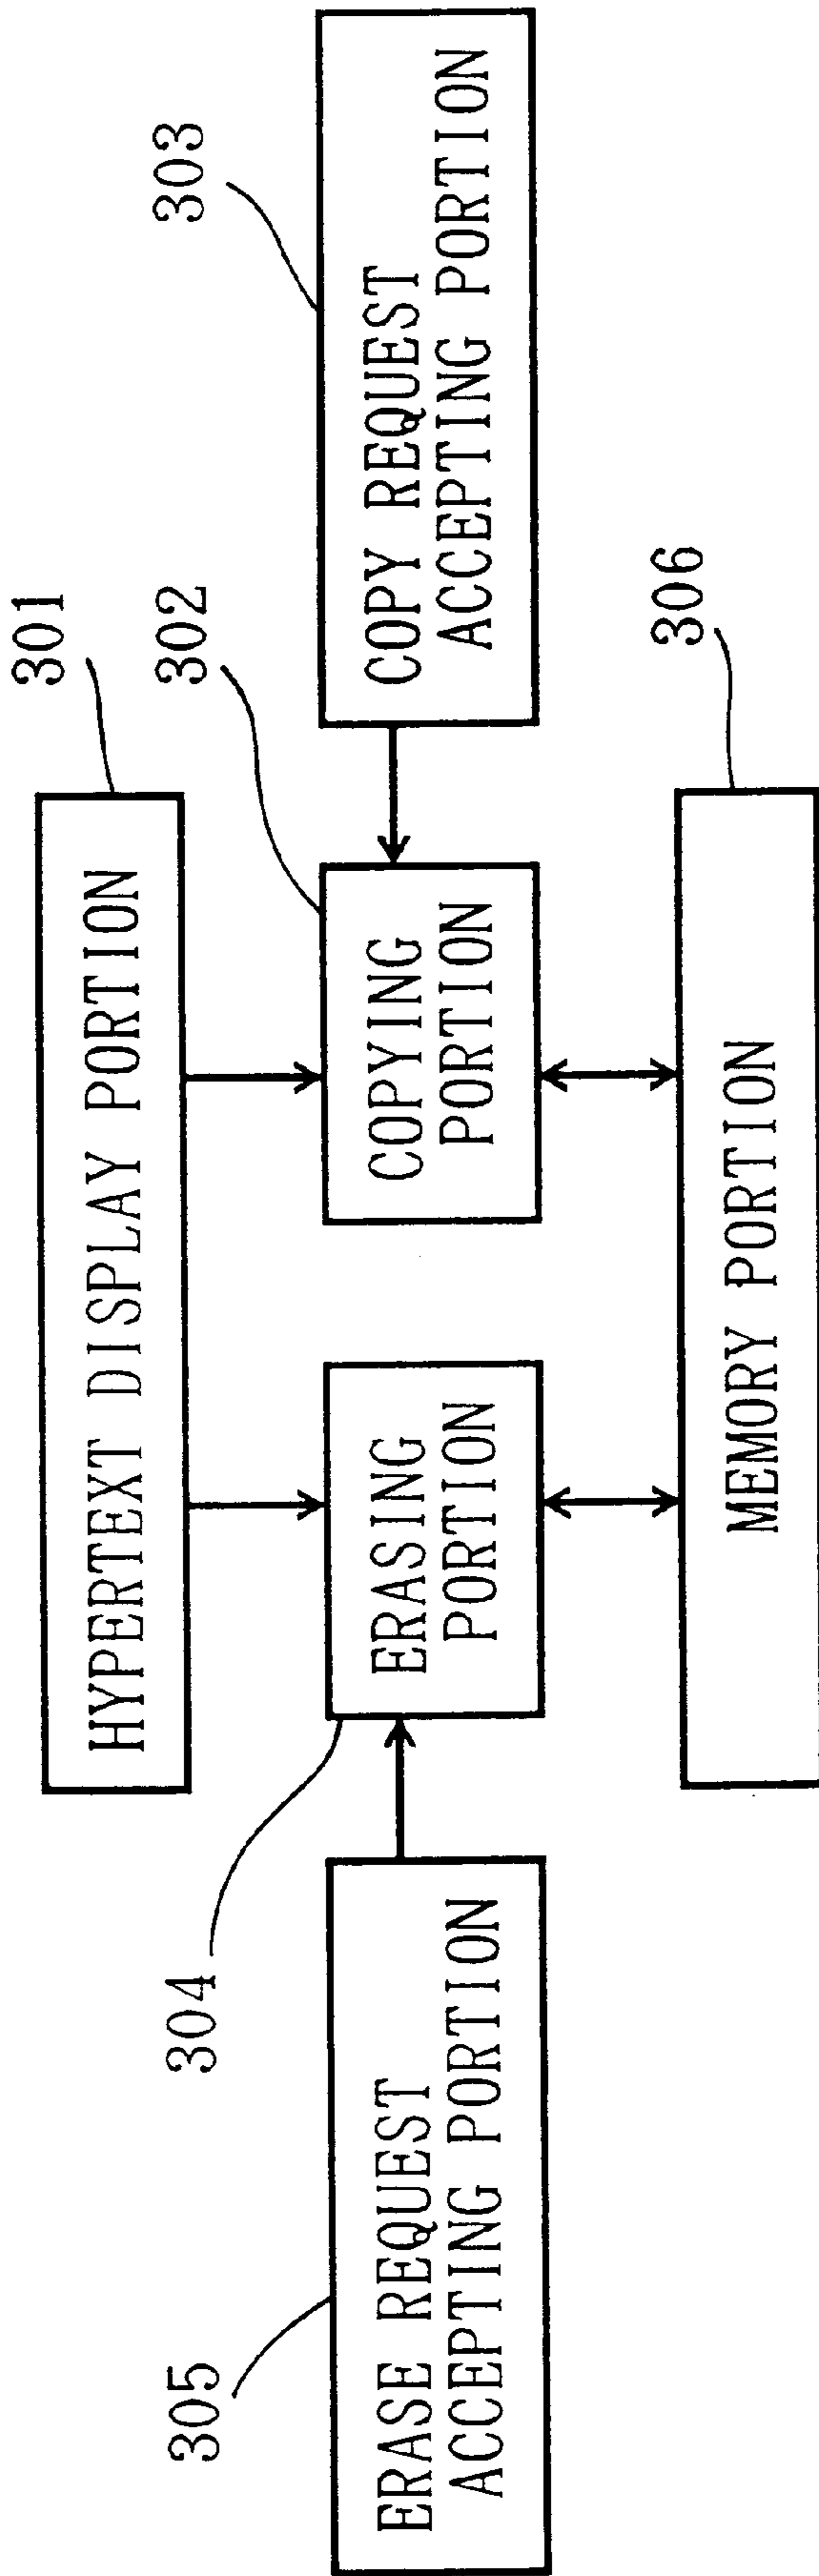 301
HYPERTEXT DISPLAY PORTION
305
304
302
303
ERASE REQUEST
ACCEPTING PORTION
ERASING
PORTION
COPYING
PORTION
COPY REQUEST
ACCEPTING PORTION
306
MEMORY PORTION